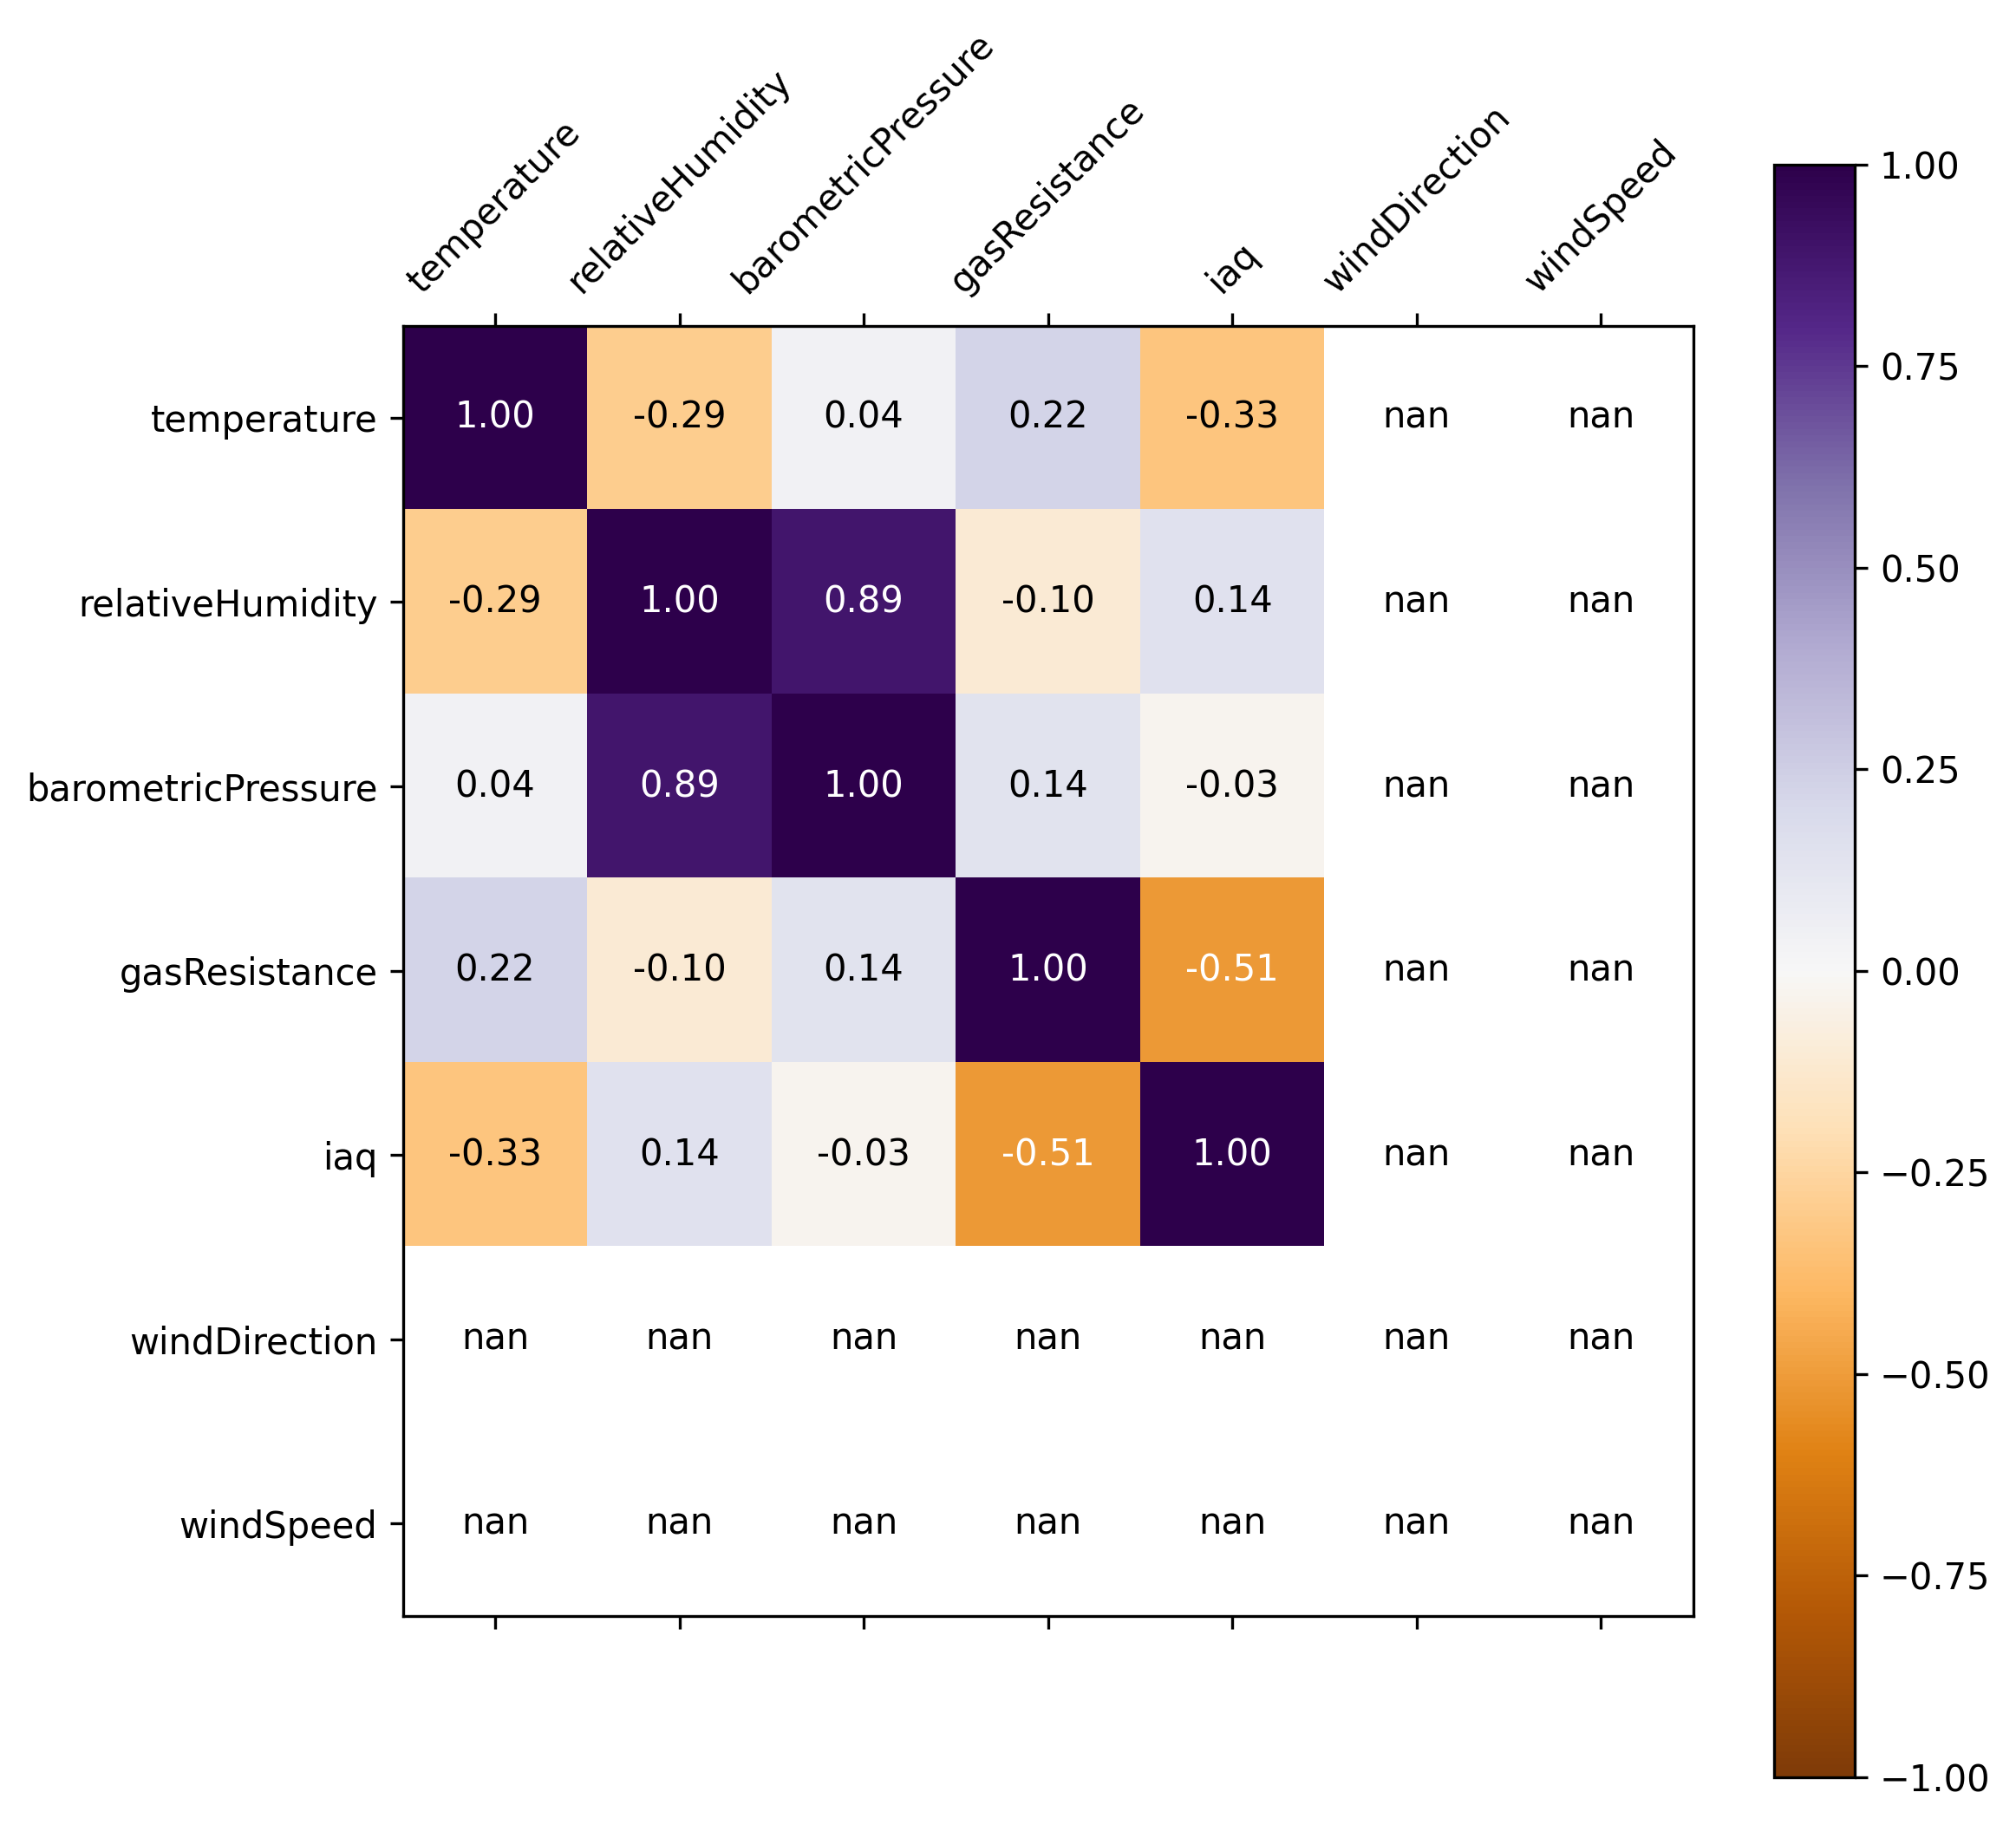 temperature
relativeHumidity
barometricPressure
gasResistance
iaq
windDirection
windSpeed
temperature 1.00 -0.29 0.04 0.22 -0.33 nan nan
relativeHumidity -0.29 1.00 0.89 -0.10 0.14 nan nan
barometricPressure 0.04 0.89 1.00 0.14 -0.03 nan nan
gasResistance 0.22 -0.10 0.14 1.00 -0.51 nan nan
iaq -0.33 0.14 -0.03 -0.51 1.00 nan nan
windDirection nan nan nan nan nan nan nan
windSpeed nan nan nan nan nan nan nan
1.00
0.75
0.50
0.25
0.00
−0.25
−0.50
−0.75
−1.00